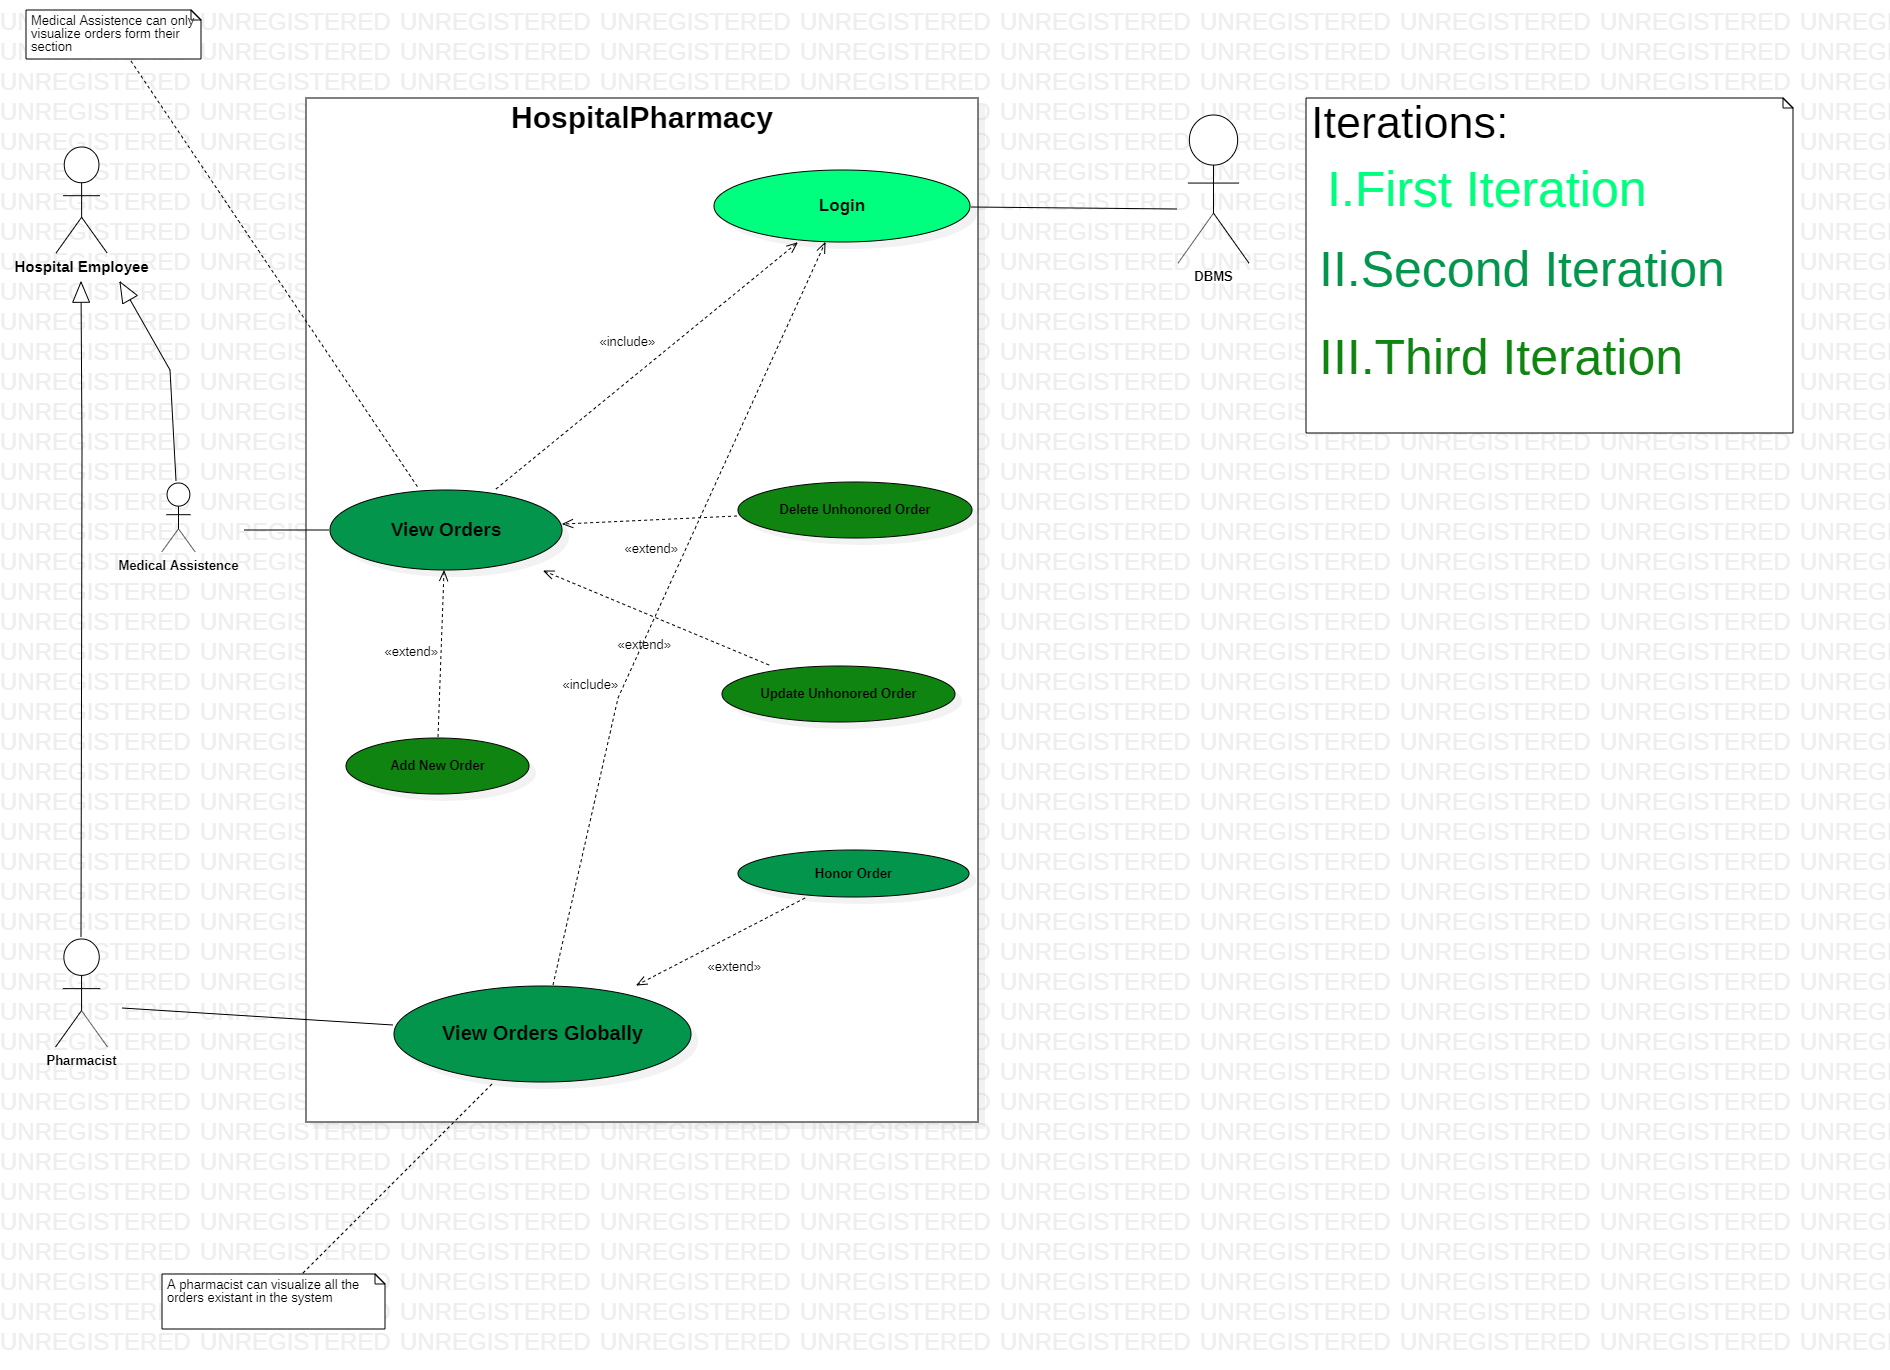 Medical Assistence can only
visualize orders form their
section
HospitalPharmacy
Iterations:
I.First Iteration
II.Second Iteration
III.Third Iteration
Login
Hospital Employee
DBMS
«include»
View Orders
Delete Unhonored Order
«extend»
Medical Assistence
«extend»
«extend»
«include»
Update Unhonored Order
Add New Order
Honor Order
«extend»
View Orders Globally
Pharmacist
A pharmacist can visualize all the
orders existant in the system
UNREGISTERED